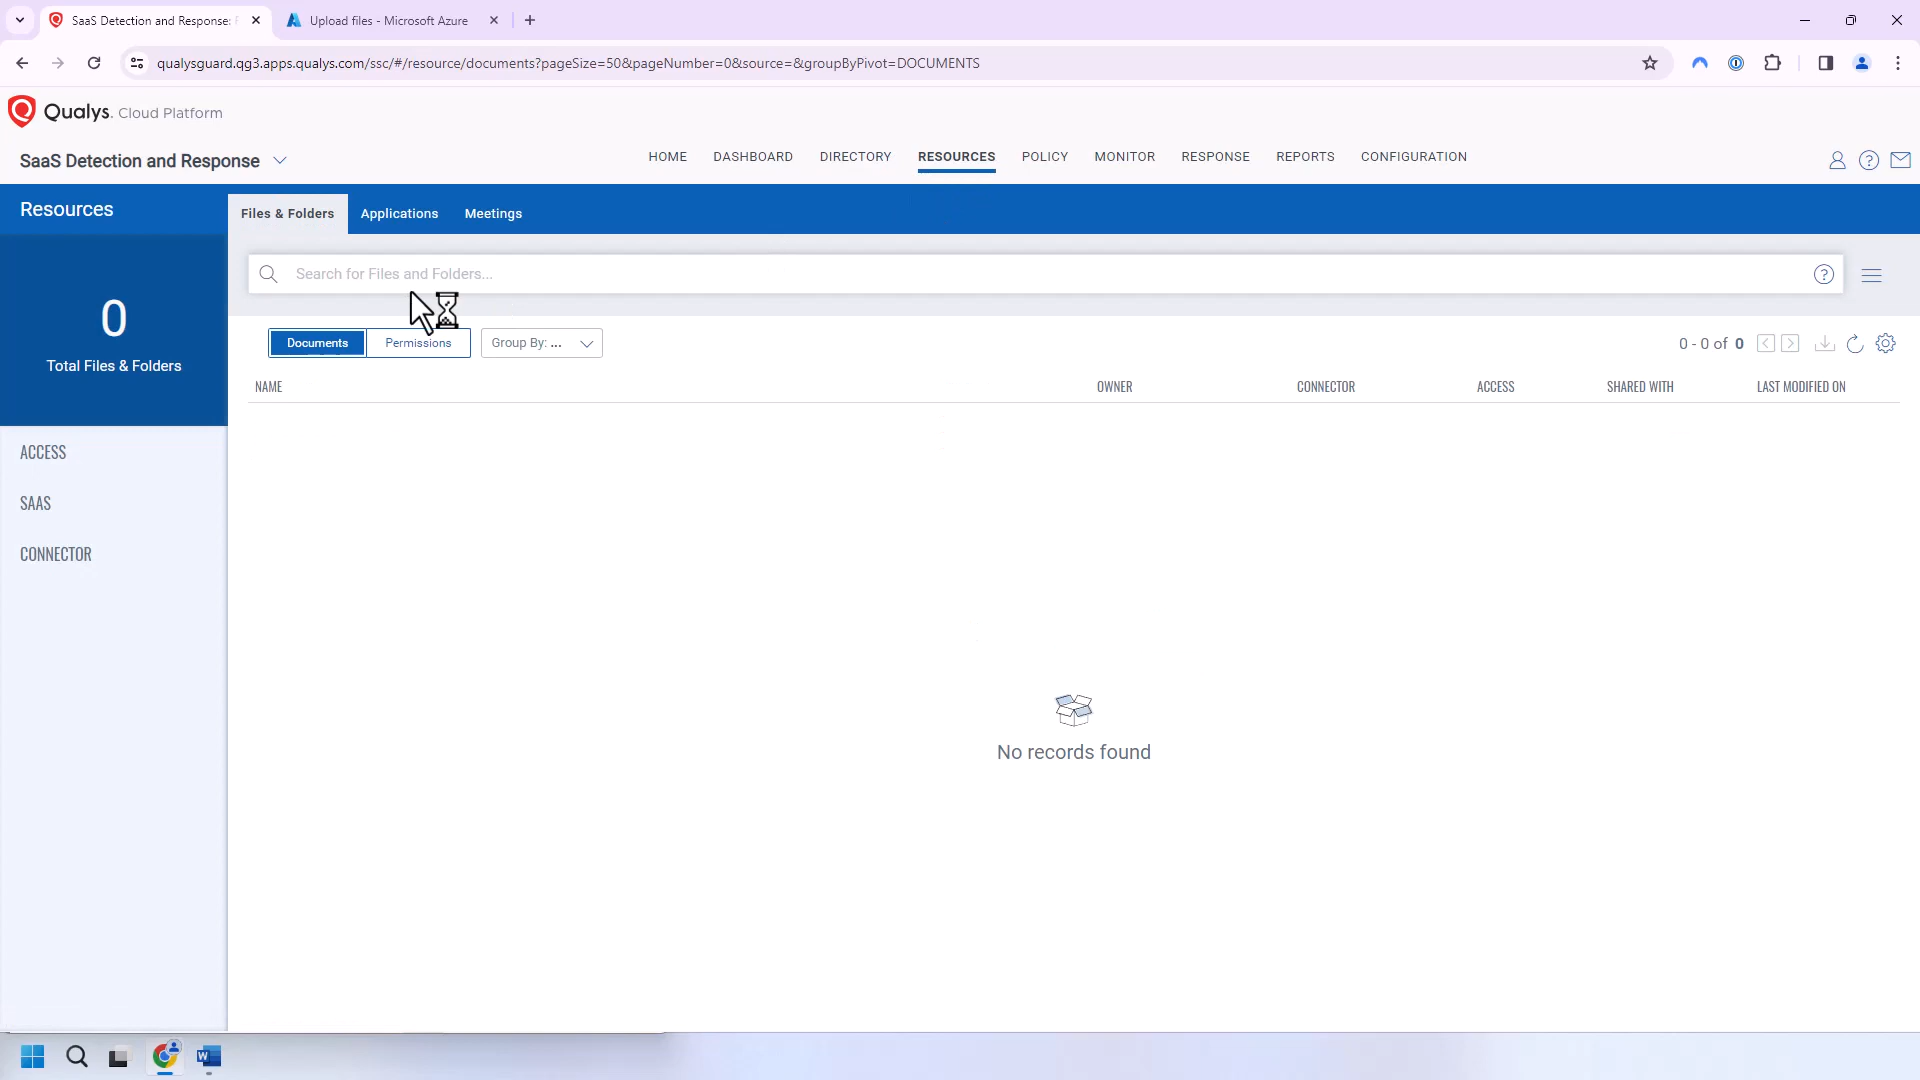 SaaS Detection and Response:
Upload files - Microsoft Azure
qualysguard.qg3.apps.qualys.com/ssc/#/resource/documents?pageSize=50&pageNumber=0&source=&groupByPivot=DOCUMENTS
Qualys. Cloud Platform
SaaS Detection and Response
HOME DASHBOARD DIRECTORY RESOURCES POLICY MONITOR RESPONSE REPORTS CONFIGURATION
Resources
Files & Folders Applications Meetings
Search for Files and Folders...
0
Total Files & Folders
Documents Permissions Group By: ...
0 - 0 of 0
NAME OWNER CONNECTOR ACCESS SHARED WITH LAST MODIFIED ON
ACCESS
SAAS
CONNECTOR
No records found